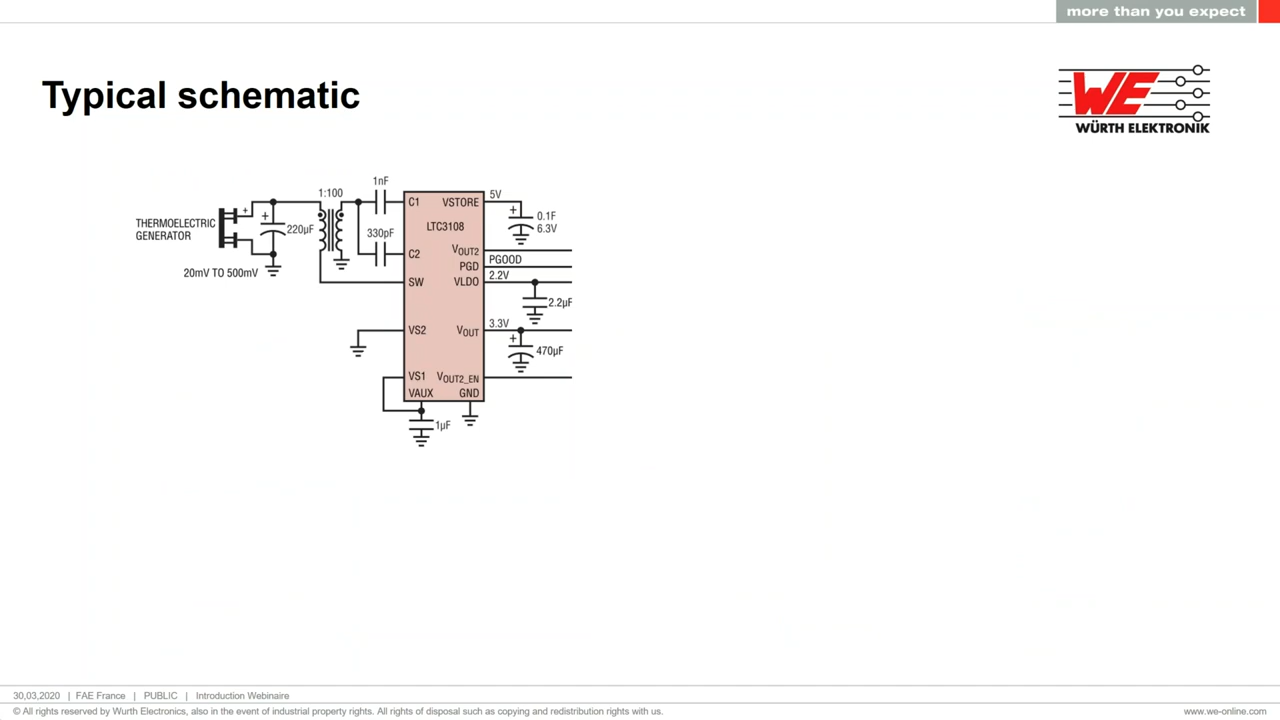 more than you expect
Typical schematic
WE
WÜRTH ELEKTRONIK
1nF
1:100
THERMOELECTRIC
GENERATOR
+
+
220µF
330pF
20mV TO 500mV
C1
VSTORE
5V
LTC3108
+
0.1F
6.3V
C2
VOUT2
PGD
PGOOD
SW
VLDO
2.2V
2.2µF
VS2
VOUT
3.3V
+
470µF
VS1
VOUT2_EN
VAUX
GND
1µF
30,03,2020 | FAE France | PUBLIC | Introduction Webinaire
© All rights reserved by Wurth Electronics, also in the event of industrial property rights. All rights of disposal such as copying and redistribution rights with us.
www.we-online.com